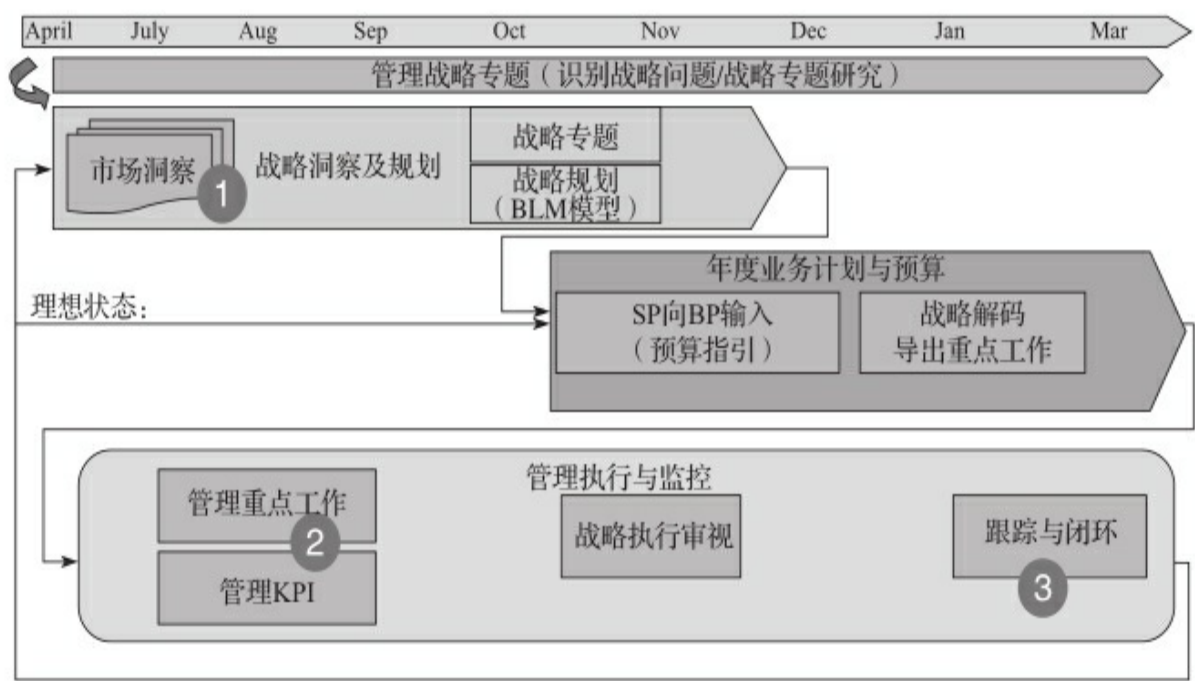 April July Aug Sep Oct Nov Dec Jan Mar
管理战略专题（识别战略问题/战略专题研究）
市场洞察
1
战略洞察及规划
战略专题
战略规划
（BLM模型）
年度业务计划与预算
理想状态：
SP向BP输入
（预算指引）
战略解码
导出重点工作
管理执行与监控
管理重点工作
2
管理KPI
战略执行审视
跟踪与闭环
3